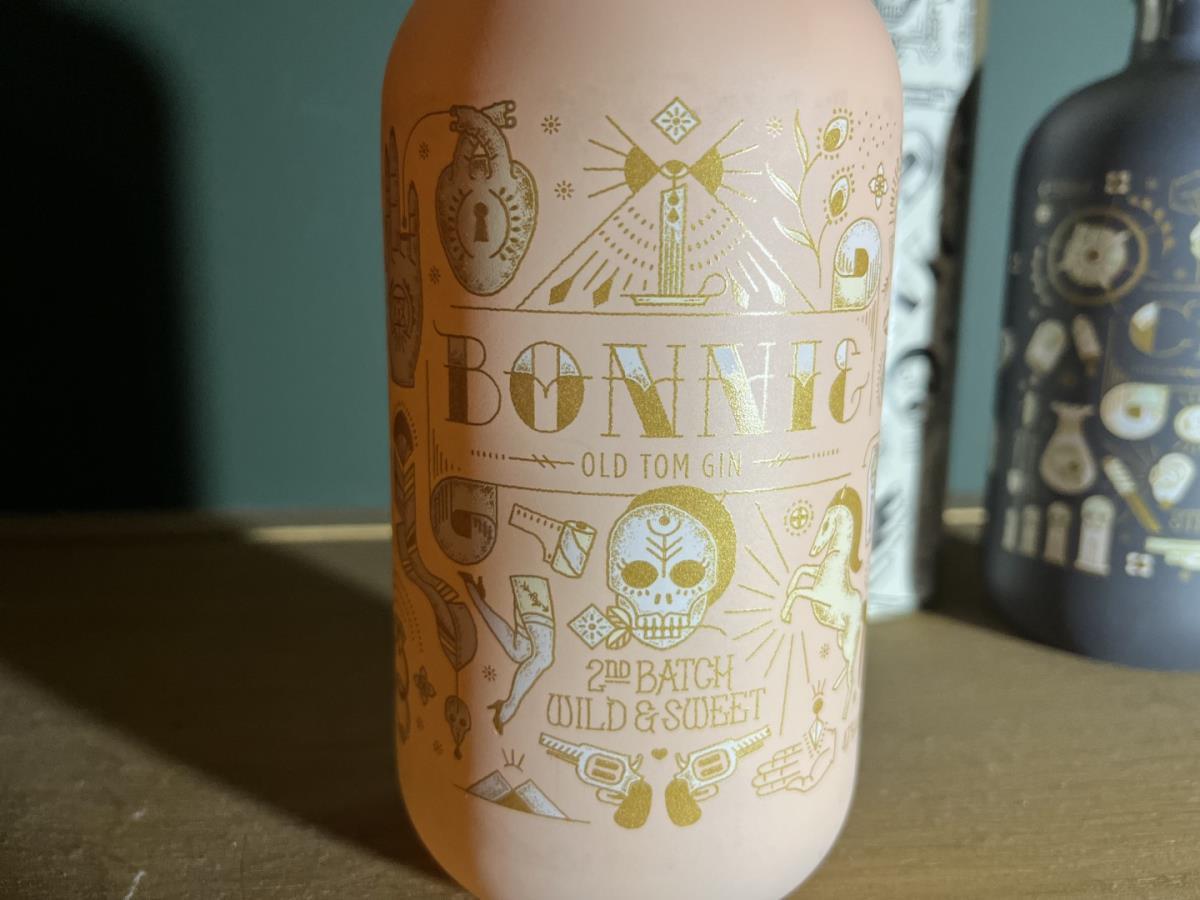 BONNIE
OLD TOM GIN
2nd BATCH
WILD & SWEET